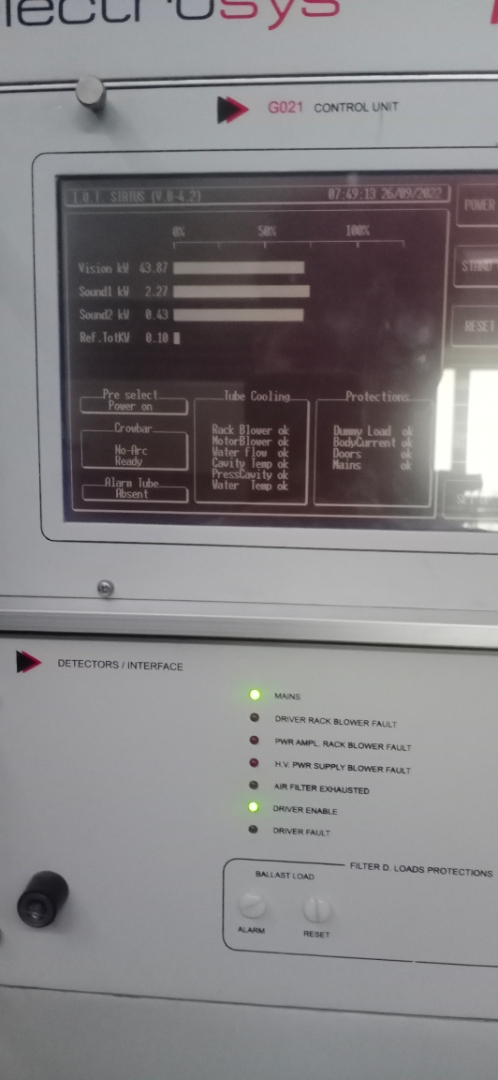 lectrosys
G021 CONTROL UNIT
I.O.T. SIRIUS (V.8-4.2) 07:49:13 26/09/2022
POWER
0% 50% 100%
Vision kW 43.87
Sound1 kW 2.27
Sound2 kW 0.43
Ref.TotKW 0.10
RESET
Pre select
Power on
Crowbar
No-Arc
Ready
Alarm Tube
Absent
Tube Cooling
Rack Blower ok
MotorBlower ok
Water flow ok
Cavity Temp ok
PressCavity ok
Water Temp ok
Protections
Dummy Load ok
BodyCurrent ok
Doors ok
Mains ok
DETECTORS / INTERFACE
MAINS
DRIVER RACK BLOWER FAULT
PWR AMPL. RACK BLOWER FAULT
H.V. PWR SUPPLY BLOWER FAULT
AIR FILTER EXHAUSTED
DRIVER ENABLE
DRIVER FAULT
FILTER D. LOADS PROTECTIONS
BALLAST LOAD
ALARM RESET